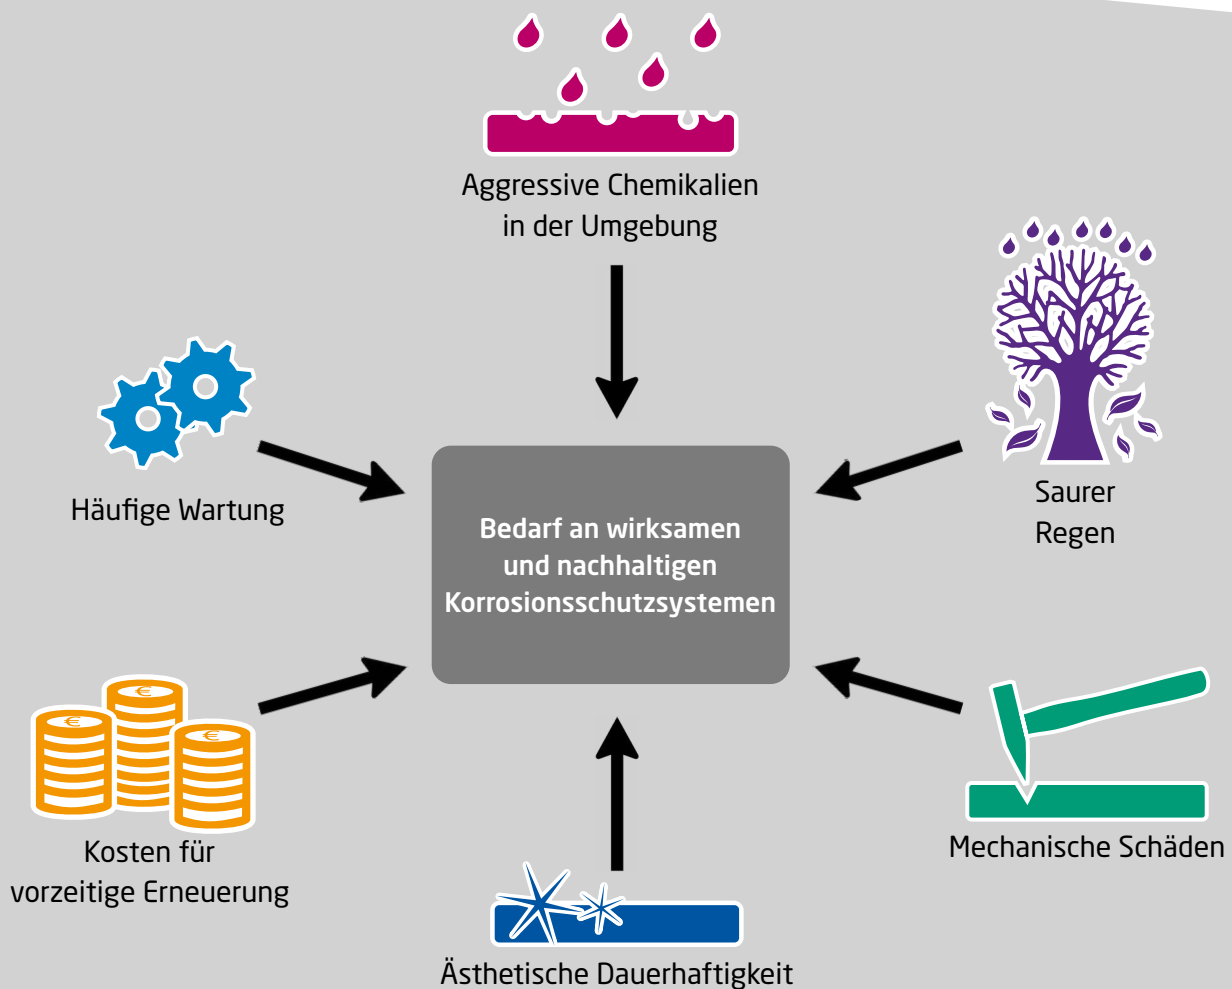 Aggressive Chemikalien
in der Umgebung
Saurer
Regen
Häufige Wartung
Bedarf an wirksamen
und nachhaltigen
Korrosionsschutzsystemen
€
€
€
Kosten für
vorzeitige Erneuerung
Mechanische Schäden
Ästhetische Dauerhaftigkeit